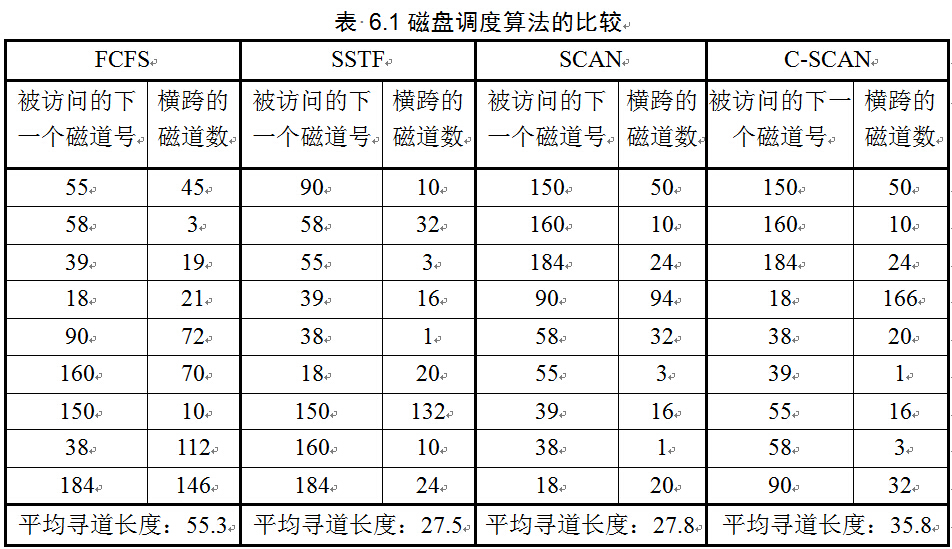 表 6.1 磁盘调度算法的比较
FCFS SSTF SCAN C-SCAN
被访问的下一个磁道号 横跨的磁道数 被访问的下一个磁道号 横跨的磁道数 被访问的下一个磁道号 横跨的磁道数 被访问的下一个磁道号 横跨的磁道数
55 45 90 10 150 50 150 50
58 3 58 32 160 10 160 10
39 19 55 3 184 24 184 24
18 21 39 16 90 94 18 166
90 72 38 1 58 32 38 20
160 70 18 20 55 3 39 1
150 10 150 132 39 16 55 16
38 112 160 10 38 1 58 3
184 146 184 24 18 20 90 32
平均寻道长度：55.3 平均寻道长度：27.5 平均寻道长度：27.8 平均寻道长度：35.8